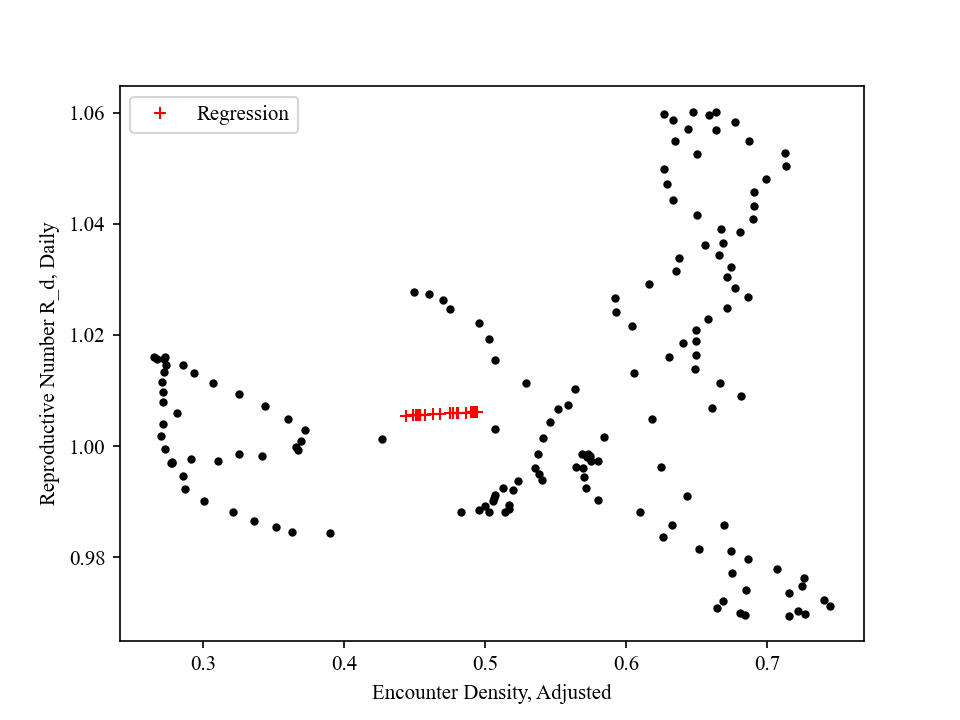 Regression
1.06
1.04
1.02
1.00
0.98
Reproductive Number R_d, Daily
0.3 0.4 0.5 0.6 0.7
Encounter Density, Adjusted